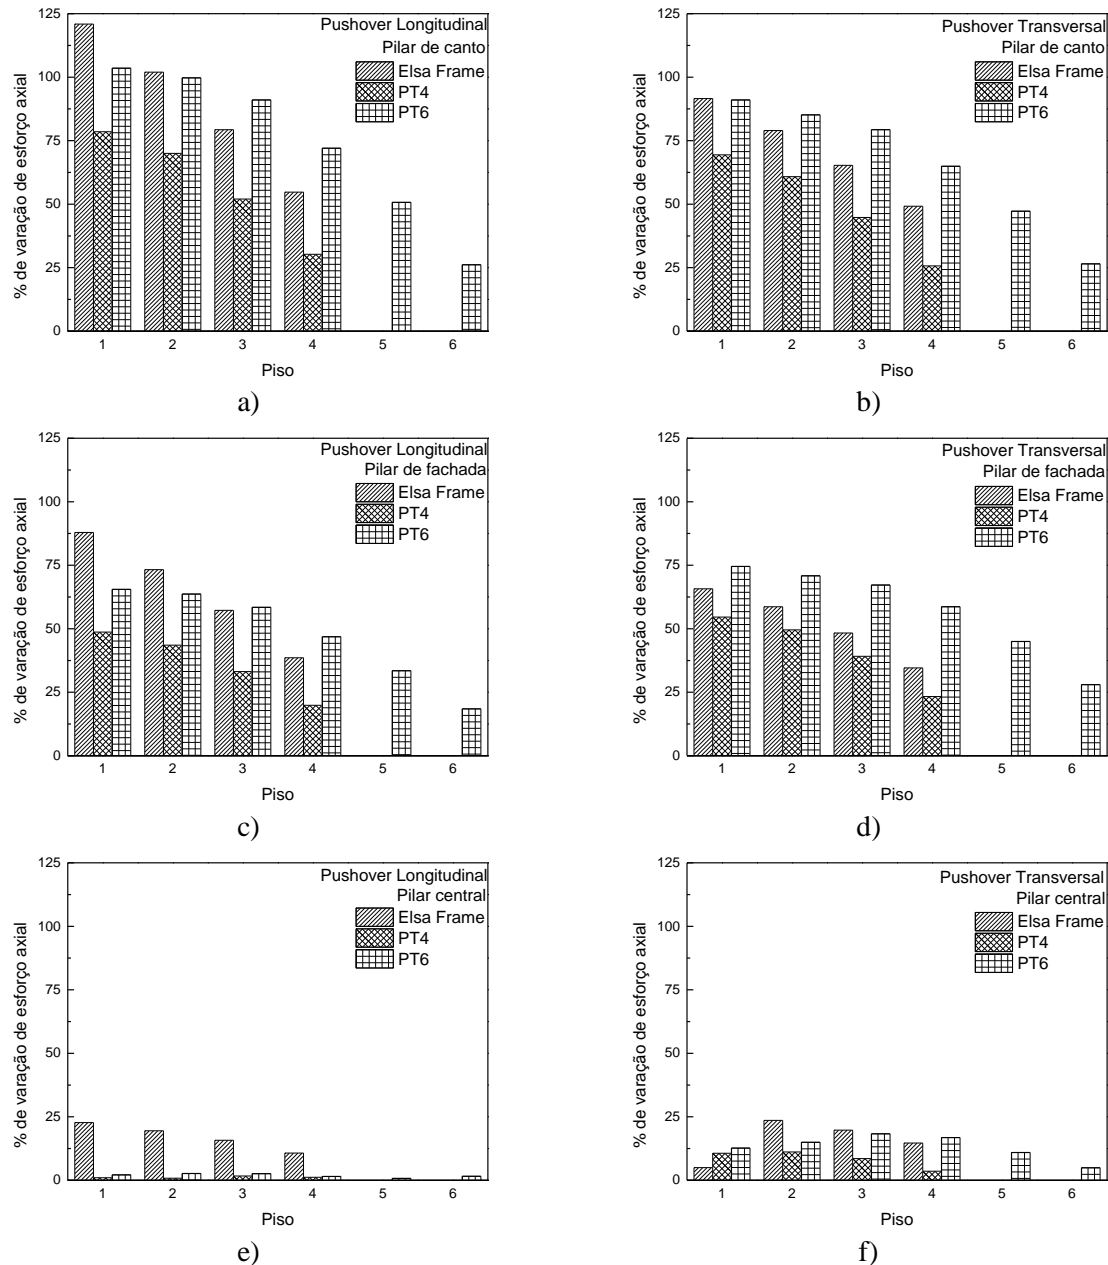 125
100
75
50
25
0
% de varação de esforço axial
Pushover Longitudinal
Pilar de canto
Elsa Frame
PT4
PT6
1 2 3 4 5 6
Piso
a)
125
100
75
50
25
0
% de varação de esforço axial
Pushover Transversal
Pilar de canto
Elsa Frame
PT4
PT6
1 2 3 4 5 6
Piso
b)
125
100
75
50
25
0
% de varação de esforço axial
Pushover Longitudinal
Pilar de fachada
Elsa Frame
PT4
PT6
1 2 3 4 5 6
Piso
c)
125
100
75
50
25
0
% de varação de esforço axial
Pushover Transversal
Pilar de fachada
Elsa Frame
PT4
PT6
1 2 3 4 5 6
Piso
d)
125
100
75
50
25
0
% de varação de esforço axial
Pushover Longitudinal
Pilar central
Elsa Frame
PT4
PT6
1 2 3 4 5 6
Piso
e)
125
100
75
50
25
0
% de varação de esforço axial
Pushover Transversal
Pilar central
Elsa Frame
PT4
PT6
1 2 3 4 5 6
Piso
f)